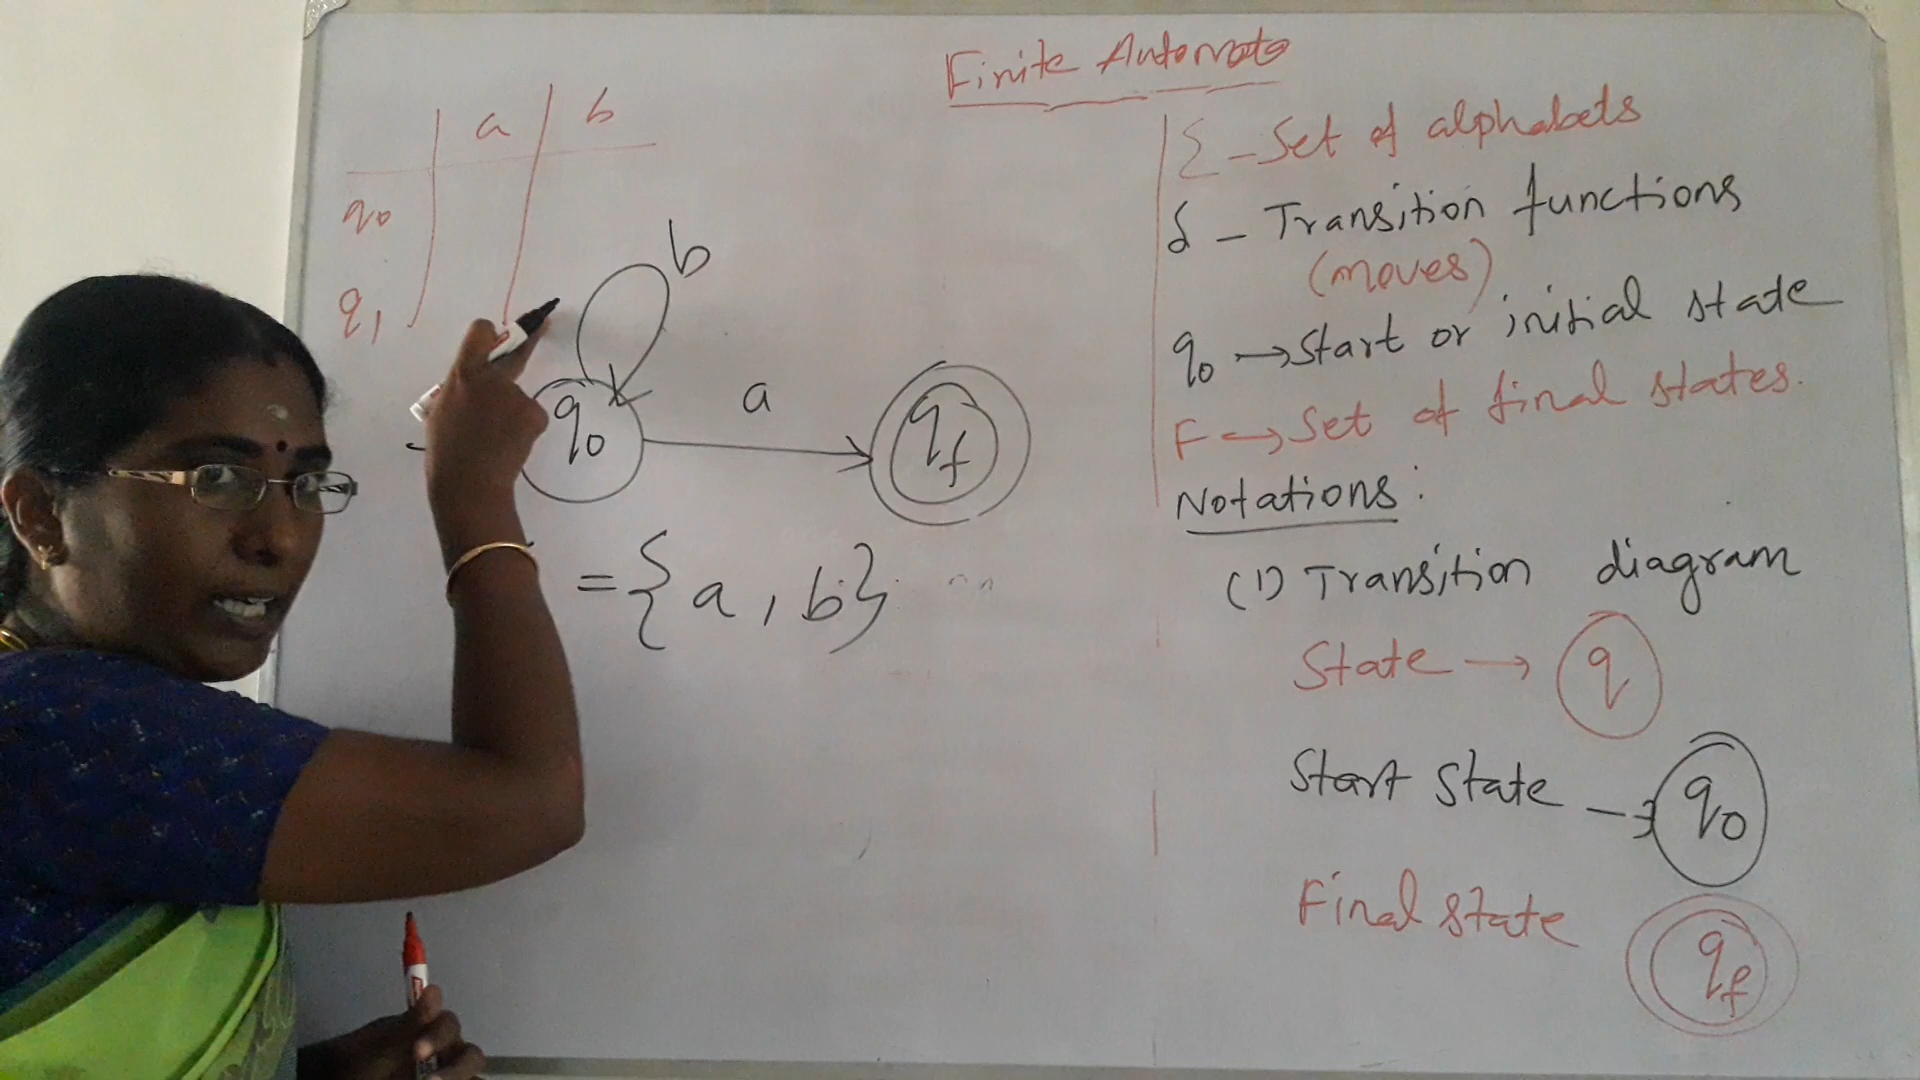 Finite Automata
a b
q0
q1
b
q0 a qf
= {a, b}
Σ - Set of alphabets
δ - Transition functions
(moves)
q0 → Start or initial state
F → Set of final states.
Notations:
(1) Transition diagram
State → q
Start State → q0
Final state qf